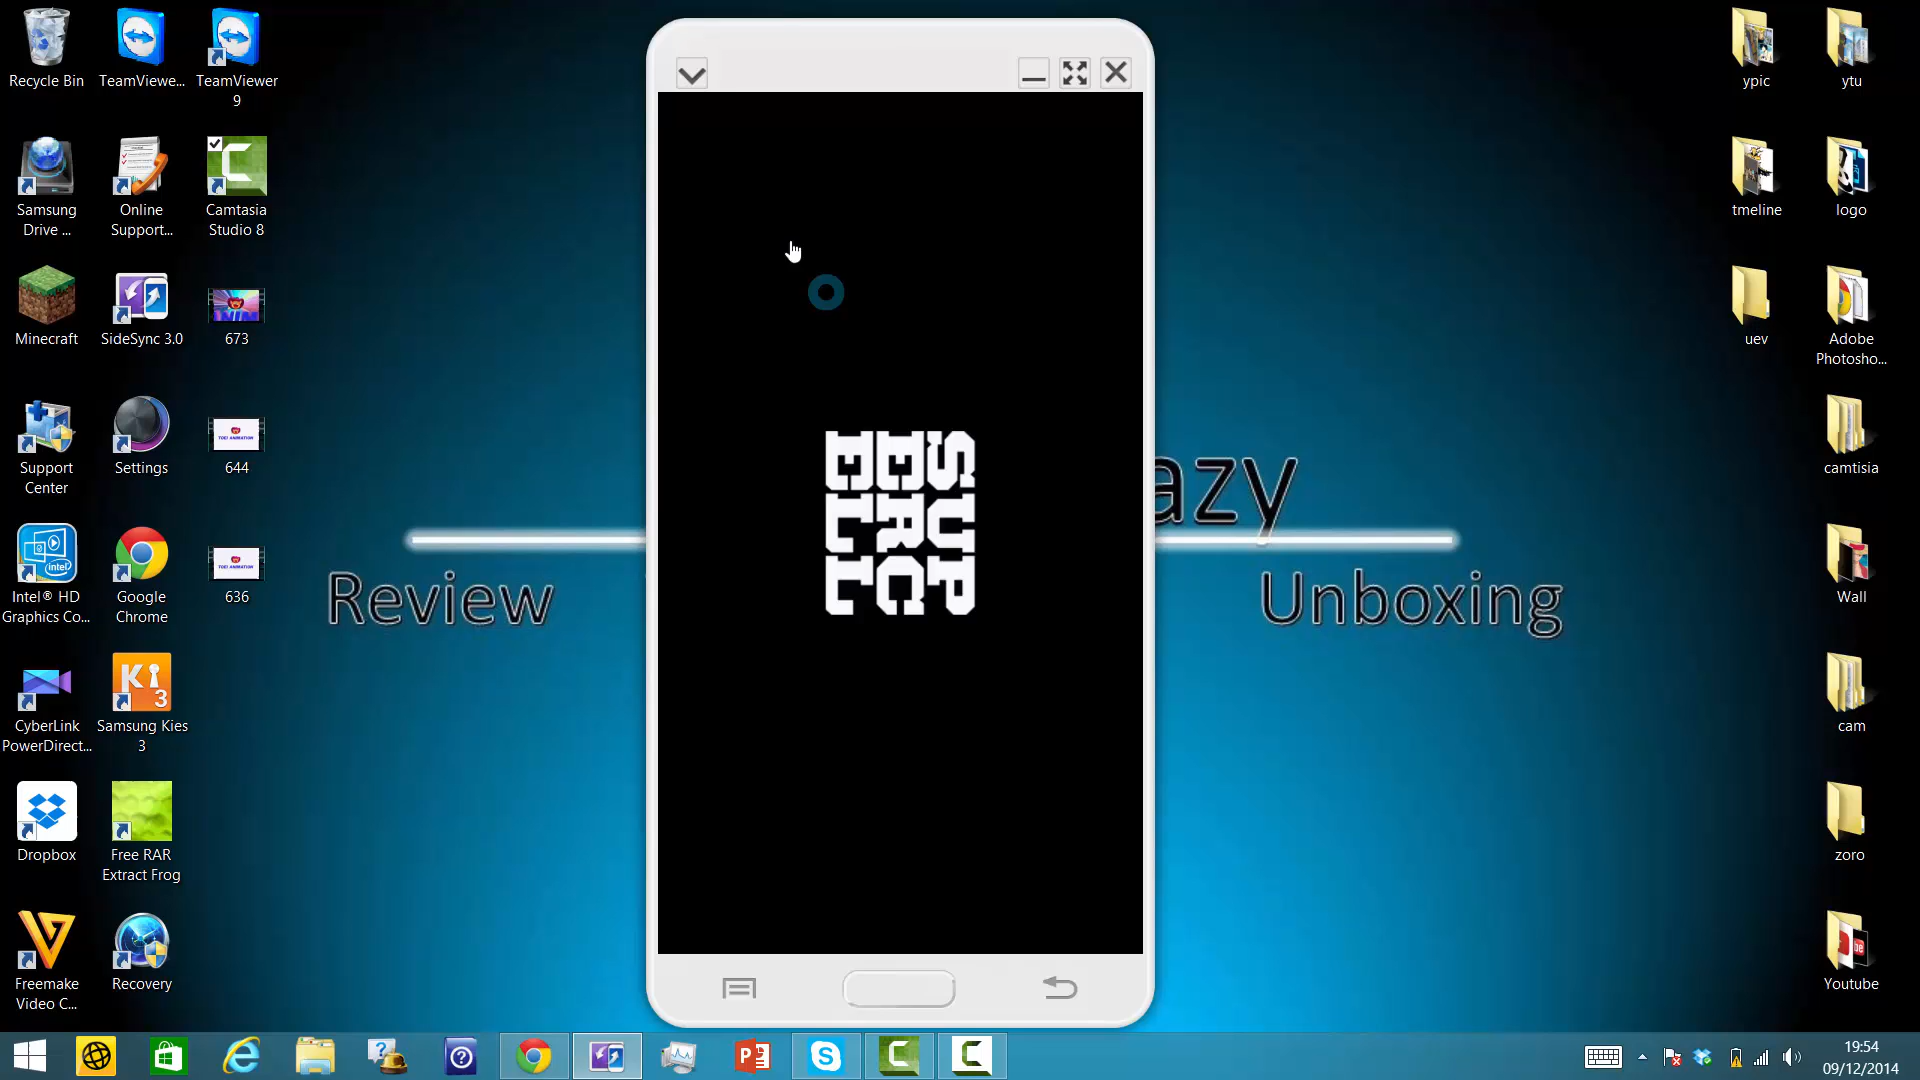 Recycle Bin
TeamViewe...
TeamViewer
9
Samsung
Drive ...
Online
Support...
Camtasia
Studio 8
Minecraft
SideSync 3.0
673
Support
Center
Settings
644
Intel® HD
Graphics Co...
Google
Chrome
636
CyberLink
PowerDirect...
Samsung Kies
3
Dropbox
Free RAR
Extract Frog
Freemake
Video C...
Recovery
SUP
ERC
ELL
azy
Review
Unboxing
ypic
ytu
tmeline
logo
uev
Adobe
Photosho...
camtisia
Wall
cam
zoro
Youtube
19:54
09/12/2014